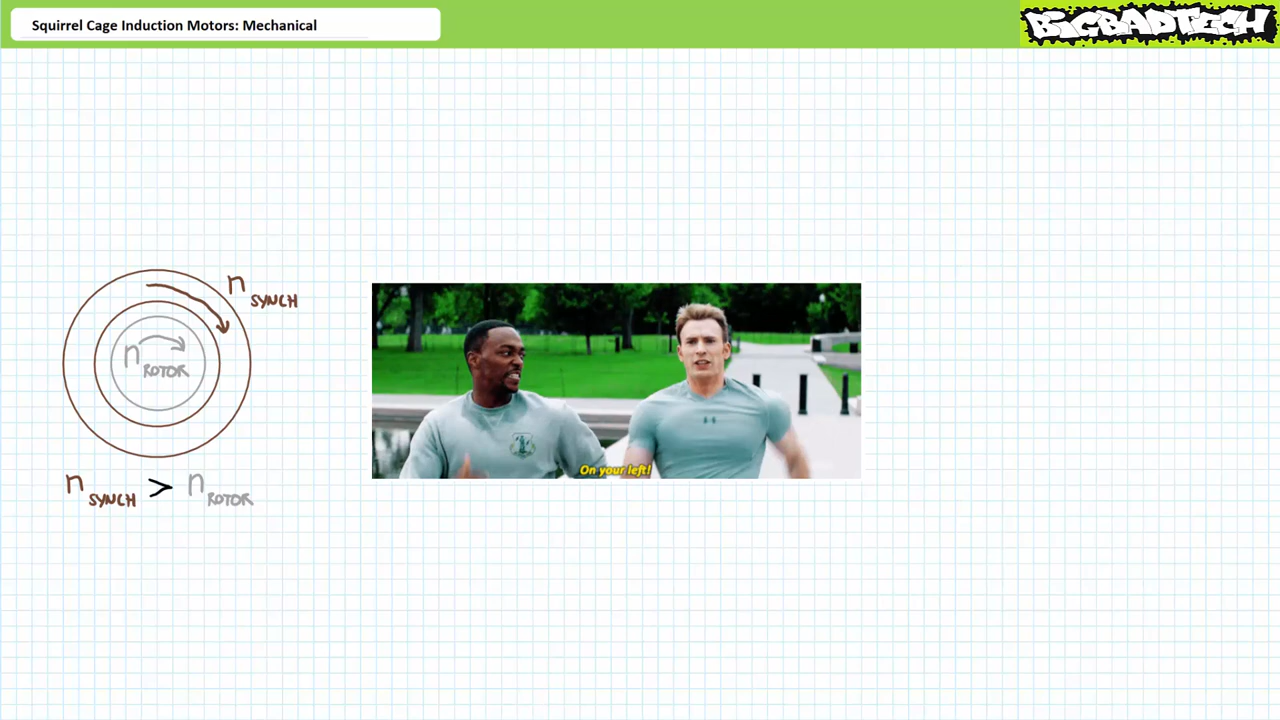 Squirrel Cage Induction Motors: Mechanical
BIGBADTECH
n SYNCH
n ROTOR
On your left!
n SYNCH > n ROTOR